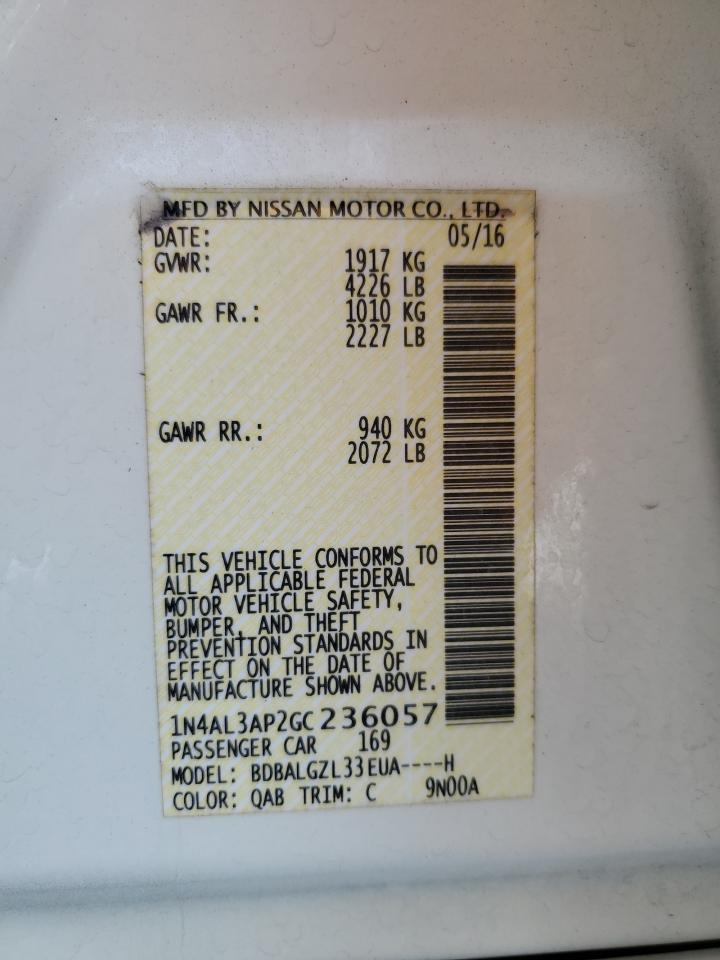 MFD BY NISSAN MOTOR CO., LTD.
DATE: 05/16
GVWR: 1917 KG
4226 LB
GAWR FR.: 1010 KG
2227 LB
GAWR RR.: 940 KG
2072 LB
THIS VEHICLE CONFORMS TO
ALL APPLICABLE FEDERAL
MOTOR VEHICLE SAFETY,
BUMPER, AND THEFT
PREVENTION STANDARDS IN
EFFECT ON THE DATE OF
MANUFACTURE SHOWN ABOVE.
1N4AL3AP2GC236057
PASSENGER CAR 169
MODEL: BDBALGZL33EUA----H
COLOR: QAB TRIM: C 9N00A